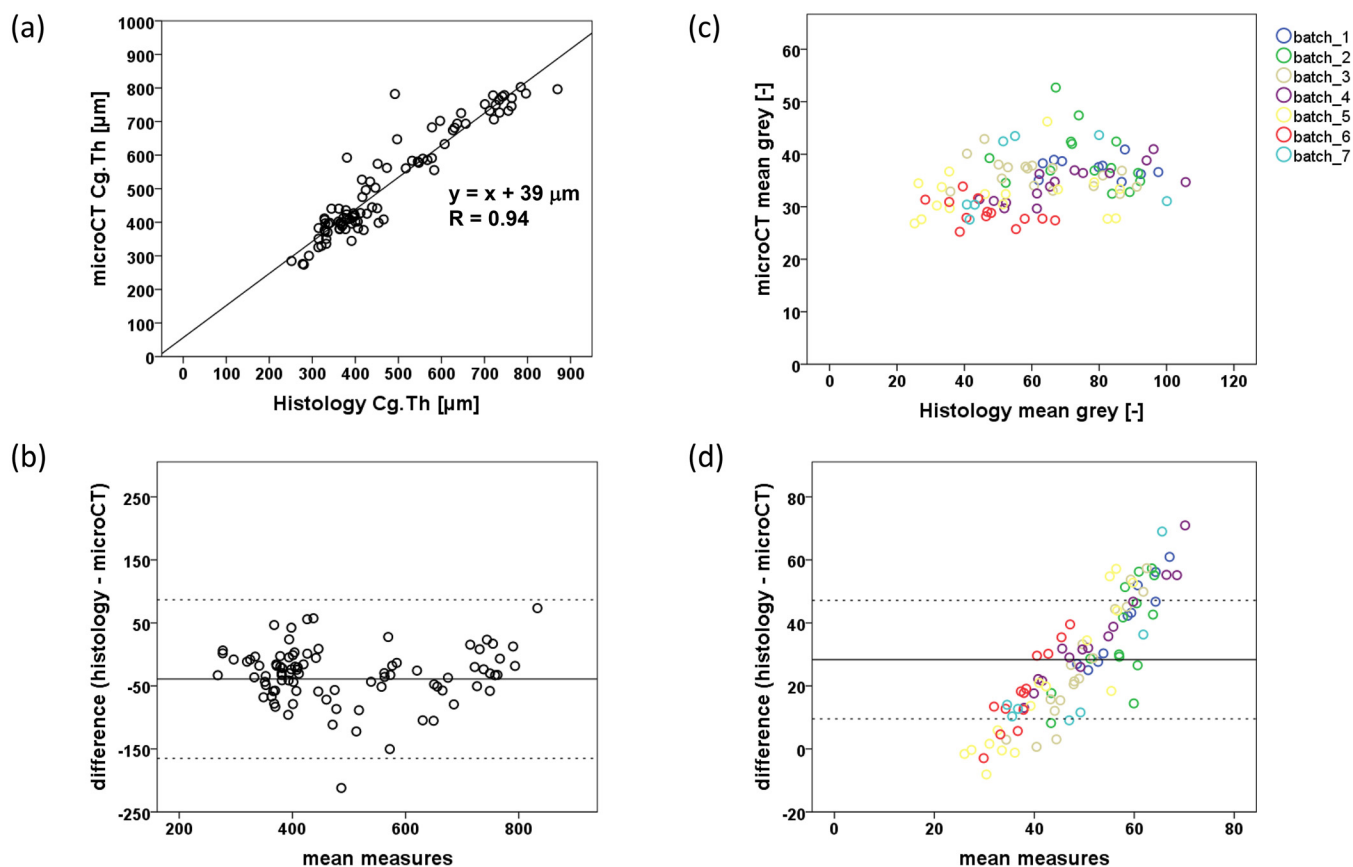 (a)
1000
900
800
700
600
500
400
300
200
100
0
microCT Cg.Th [µm]
y = x + 39 µm
R = 0.94
0 100 200 300 400 500 600 700 800 900
Histology Cg.Th [µm]
(c)
60
50
40
30
20
10
0
microCT mean grey [-]
0 20 40 60 80 100 120
Histology mean grey [-]
batch_1
batch_2
batch_3
batch_4
batch_5
batch_6
batch_7
(b)
250
150
50
-50
-150
-250
difference (histology - microCT)
200 400 600 800
mean measures
(d)
80
60
40
20
0
-20
difference (histology - microCT)
0 20 40 60 80
mean measures